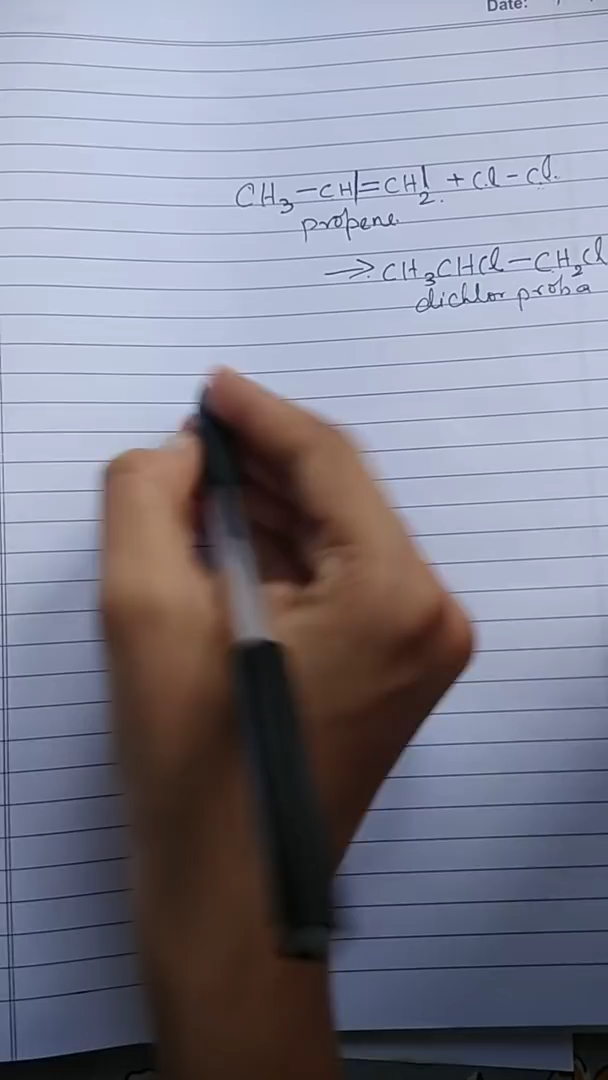 Date:
CH₃-CH=CH₂ + Cl-Cl.
propene
→ CH₃CHCl-CH₂Cl
dichlor proba